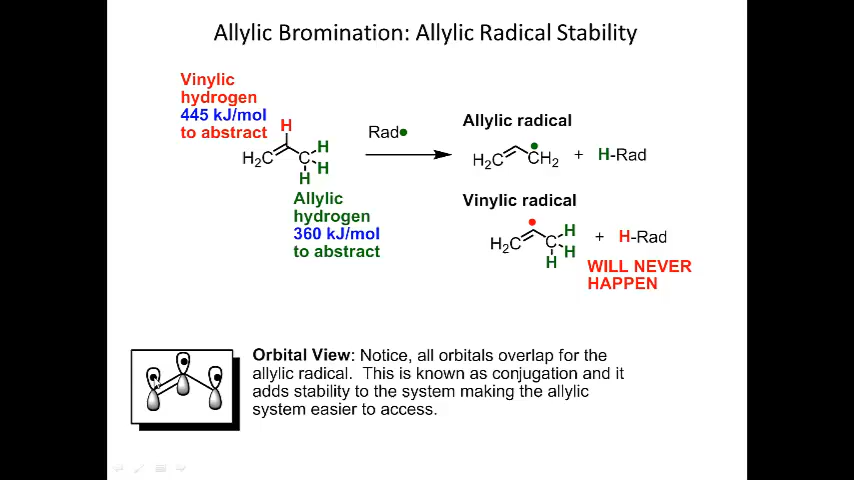 Allylic Bromination: Allylic Radical Stability
Vinylic
hydrogen
445 kJ/mol
to abstract
H
H₂C
C
H
H
H
Rad•
Allylic
hydrogen
360 kJ/mol
to abstract
Allylic radical
H₂C
CH₂
+
H-Rad
Vinylic radical
H₂C
C
H
H
H
+
H-Rad
WILL NEVER
HAPPEN
Orbital View: Notice, all orbitals overlap for the
allylic radical. This is known as conjugation and it
adds stability to the system making the allylic
system easier to access.